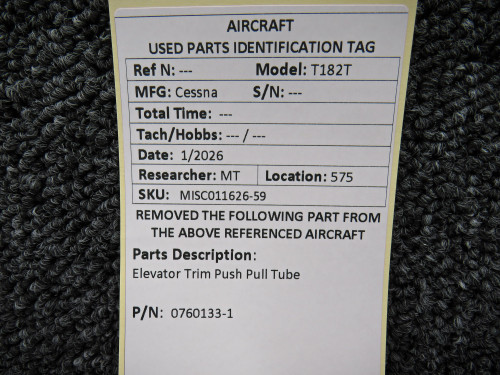 AIRCRAFT
USED PARTS IDENTIFICATION TAG
Ref N: --- Model: T182T
MFG: Cessna S/N: ---
Total Time: ---
Tach/Hobbs: --- / ---
Date: 1/2026
Researcher: MT Location: 575
SKU: MISC011626-59
REMOVED THE FOLLOWING PART FROM
THE ABOVE REFERENCED AIRCRAFT
Parts Description:
Elevator Trim Push Pull Tube
P/N: 0760133-1